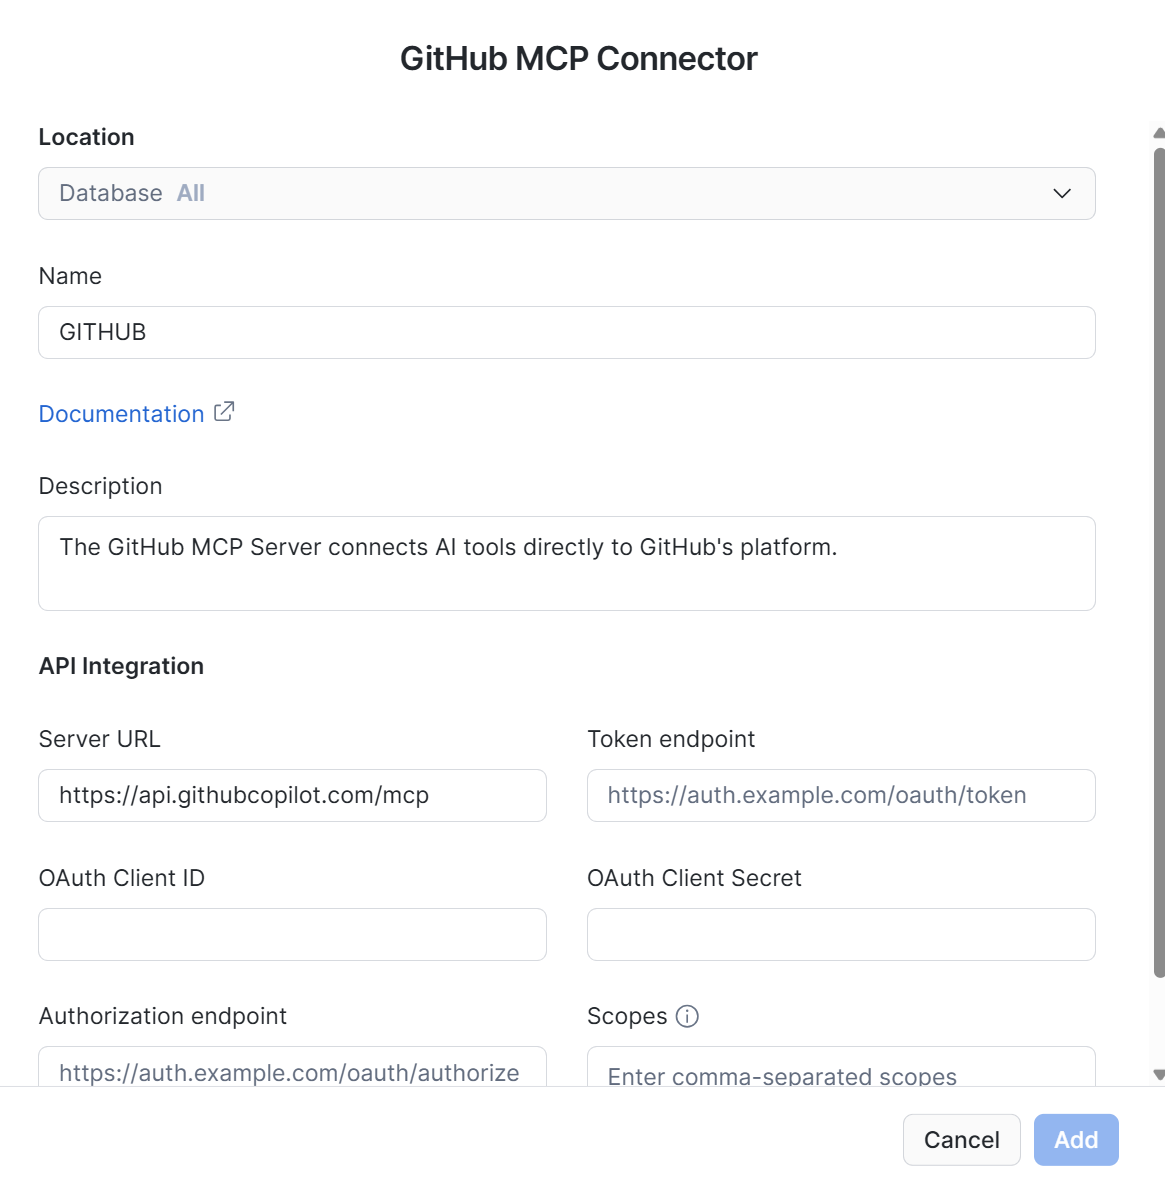 GitHub MCP Connector
Location
Database All
Name
GITHUB
Documentation
Description
The GitHub MCP Server connects AI tools directly to GitHub's platform.
API Integration
Server URL
Token endpoint
https://api.githubcopilot.com/mcp
https://auth.example.com/oauth/token
OAuth Client ID
OAuth Client Secret
Authorization endpoint
Scopes
https://auth.example.com/oauth/authorize
Enter comma-separated scopes
Cancel
Add